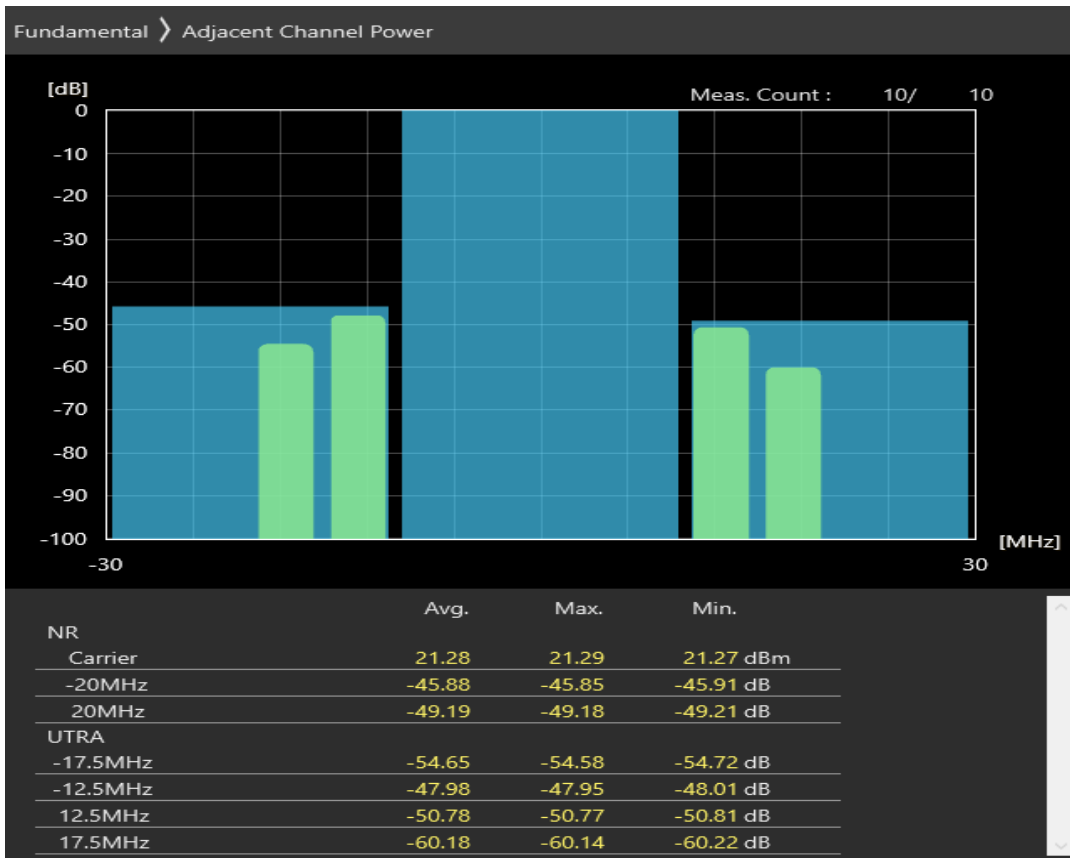 Fundamental ❯ Adjacent Channel Power
[dB]
Meas. Count : 10/ 10
0
-10
-20
-30
-40
-50
-60
-70
-80
-90
-100
[MHz]
-30 30
Avg. Max. Min.
NR
Carrier 21.28 21.29 21.27 dBm
-20MHz -45.88 -45.85 -45.91 dB
20MHz -49.19 -49.18 -49.21 dB
UTRA
-17.5MHz -54.65 -54.58 -54.72 dB
-12.5MHz -47.98 -47.95 -48.01 dB
12.5MHz -50.78 -50.77 -50.81 dB
17.5MHz -60.18 -60.14 -60.22 dB